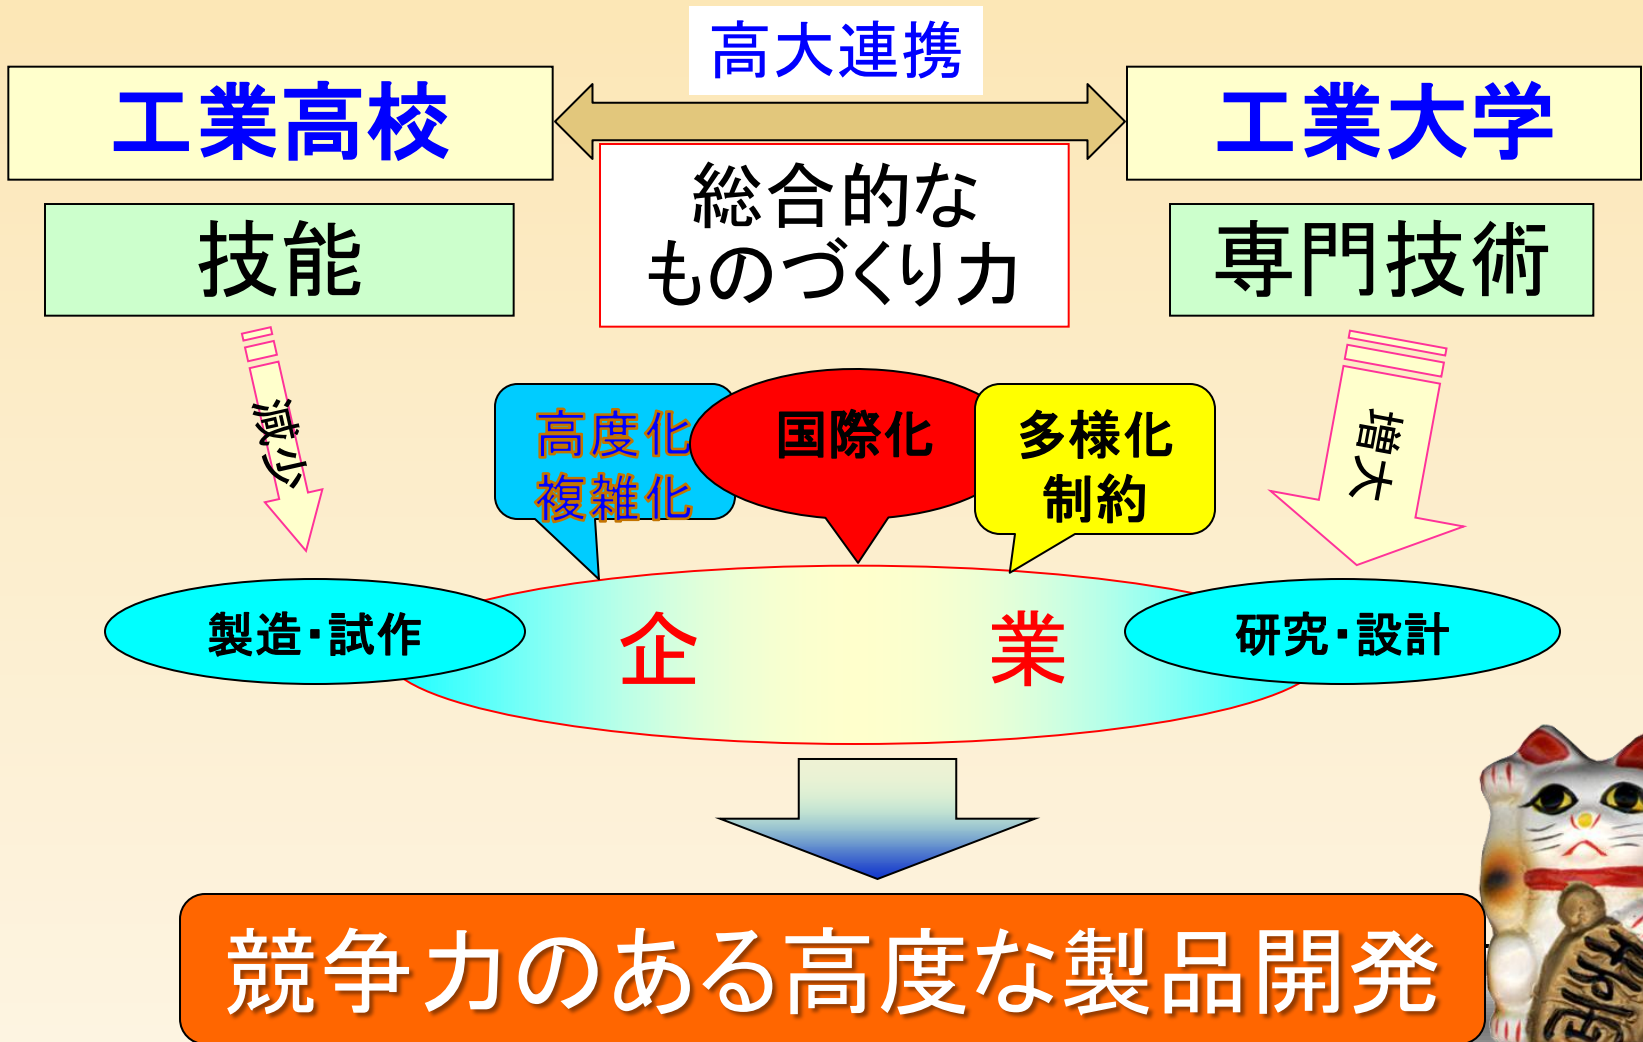 高大連携
工業高校
工業大学
技能
総合的な
ものづくり力
専門技術
減少
増大
高度化
複雑化
国際化
多様化
制約
製造・試作
企業
研究・設計
競争力のある高度な製品開発